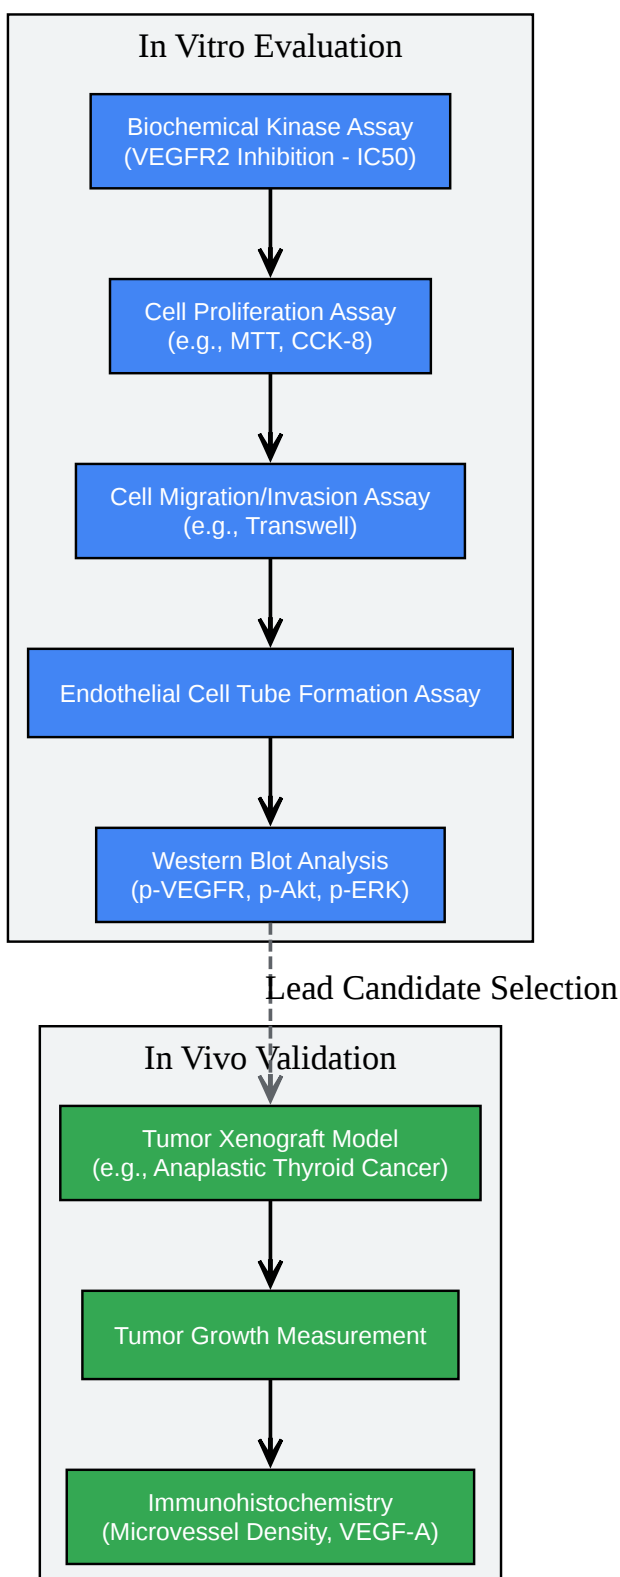 In Vitro Evaluation
Biochemical Kinase Assay
(VEGFR2 Inhibition - IC50)
Cell Proliferation Assay
(e.g., MTT, CCK-8)
Cell Migration/Invasion Assay
(e.g., Transwell)
Endothelial Cell Tube Formation Assay
Western Blot Analysis
(p-VEGFR, p-Akt, p-ERK)
Lead Candidate Selection
In Vivo Validation
Tumor Xenograft Model
(e.g., Anaplastic Thyroid Cancer)
Tumor Growth Measurement
Immunohistochemistry
(Microvessel Density, VEGF-A)